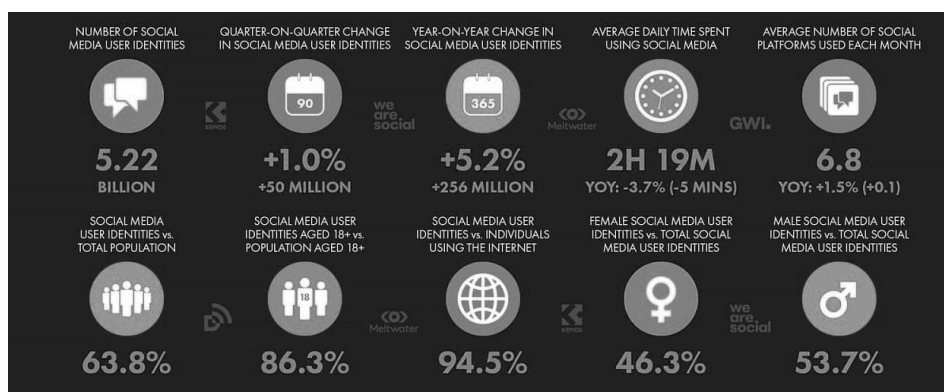 NUMBER OF SOCIAL
MEDIA USER IDENTITIES
QUARTER-ON-QUARTER CHANGE
IN SOCIAL MEDIA USER IDENTITIES
YEAR-ON-YEAR CHANGE IN
SOCIAL MEDIA USER IDENTITIES
AVERAGE DAILY TIME SPENT
USING SOCIAL MEDIA
AVERAGE NUMBER OF SOCIAL
PLATFORMS USED EACH MONTH
90
365
KEPIOS
we
are.
social
Meltwater
GWI.
5.22
BILLION
+1.0%
+50 MILLION
+5.2%
+256 MILLION
2H 19M
YOY: -3.7% (-5 MINS)
6.8
YOY: +1.5% (+0.1)
SOCIAL MEDIA
USER IDENTITIES vs.
TOTAL POPULATION
SOCIAL MEDIA USER
IDENTITIES AGED 18+ vs.
POPULATION AGED 18+
SOCIAL MEDIA USER
IDENTITIES vs. INDIVIDUALS
USING THE INTERNET
FEMALE SOCIAL MEDIA USER
IDENTITIES vs. TOTAL SOCIAL
MEDIA USER IDENTITIES
MALE SOCIAL MEDIA USER
IDENTITIES vs. TOTAL SOCIAL
MEDIA USER IDENTITIES
18
Meltwater
KEPIOS
we
are.
social
63.8%
86.3%
94.5%
46.3%
53.7%